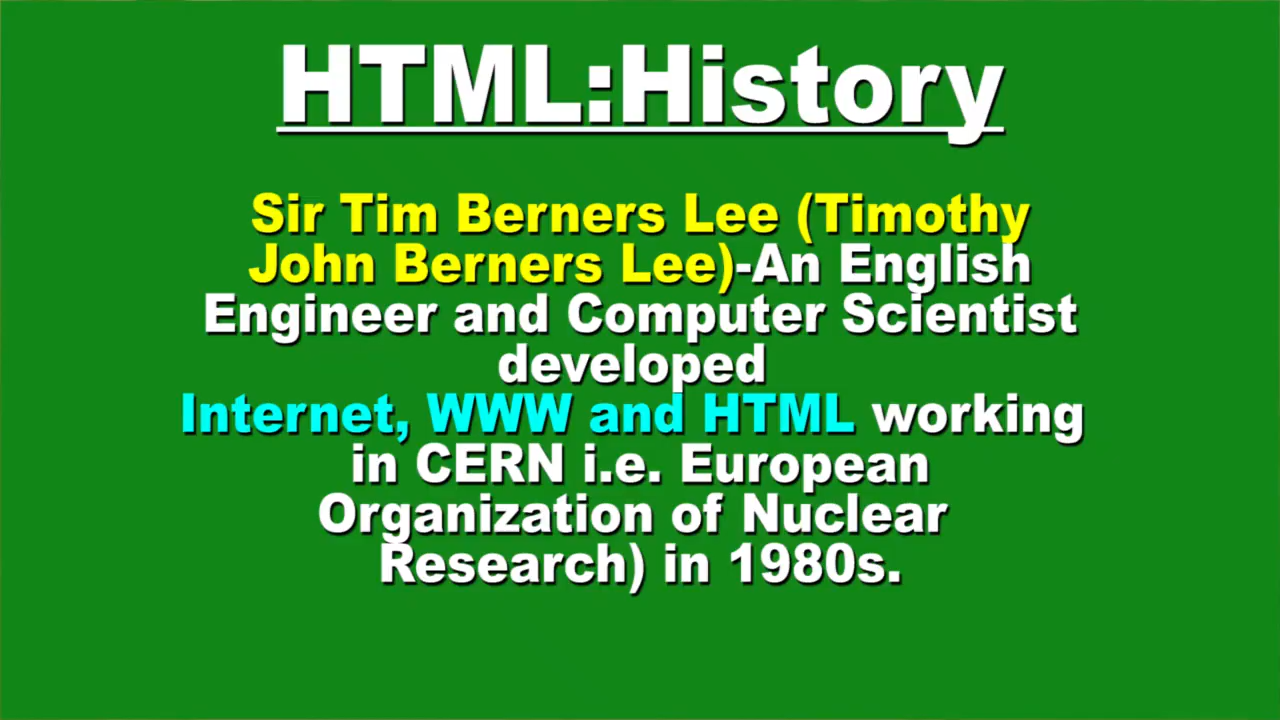 HTML:History
Sir Tim Berners Lee (Timothy
John Berners Lee)-An English
Engineer and Computer Scientist
developed
Internet, WWW and HTML working
in CERN i.e. European
Organization of Nuclear
Research) in 1980s.